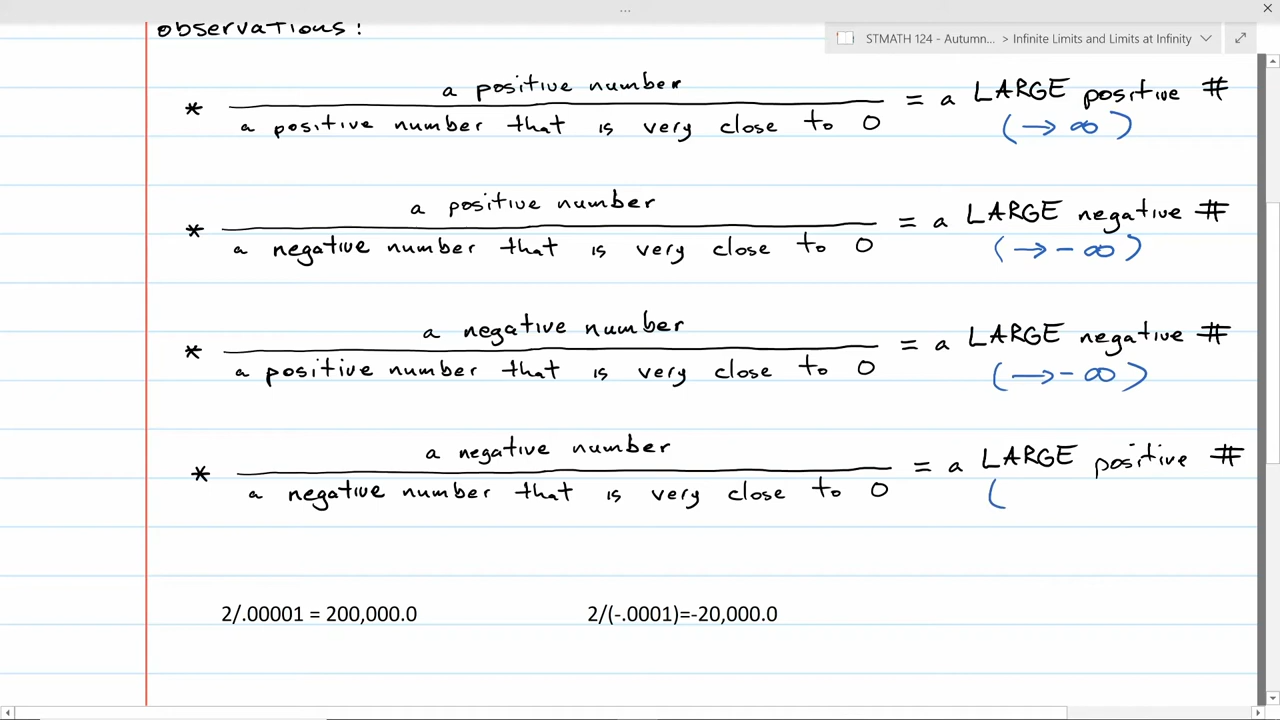 observations:
STMATH 124 - Autumn... > Infinite Limits and Limits at Infinity
* a positive number / a positive number that is very close to 0 = a LARGE positive #
(→ ∞)
* a positive number / a negative number that is very close to 0 = a LARGE negative #
(→ - ∞)
* a negative number / a positive number that is very close to 0 = a LARGE negative #
(→ - ∞)
* a negative number / a negative number that is very close to 0 = a LARGE positive #
(
2/.00001 = 200,000.0 2/(-.0001)=-20,000.0